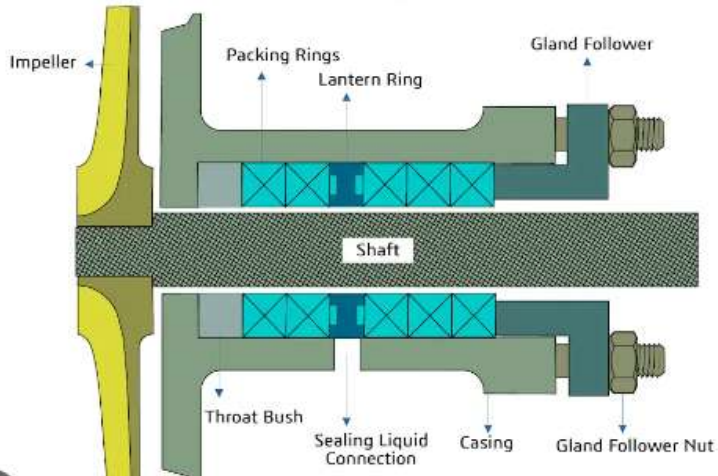 Gland Follower
Packing Rings
Impeller
Lantern Ring
Shaft
Throat Bush
Sealing Liquid
Connection
Casing
Gland Follower Nut